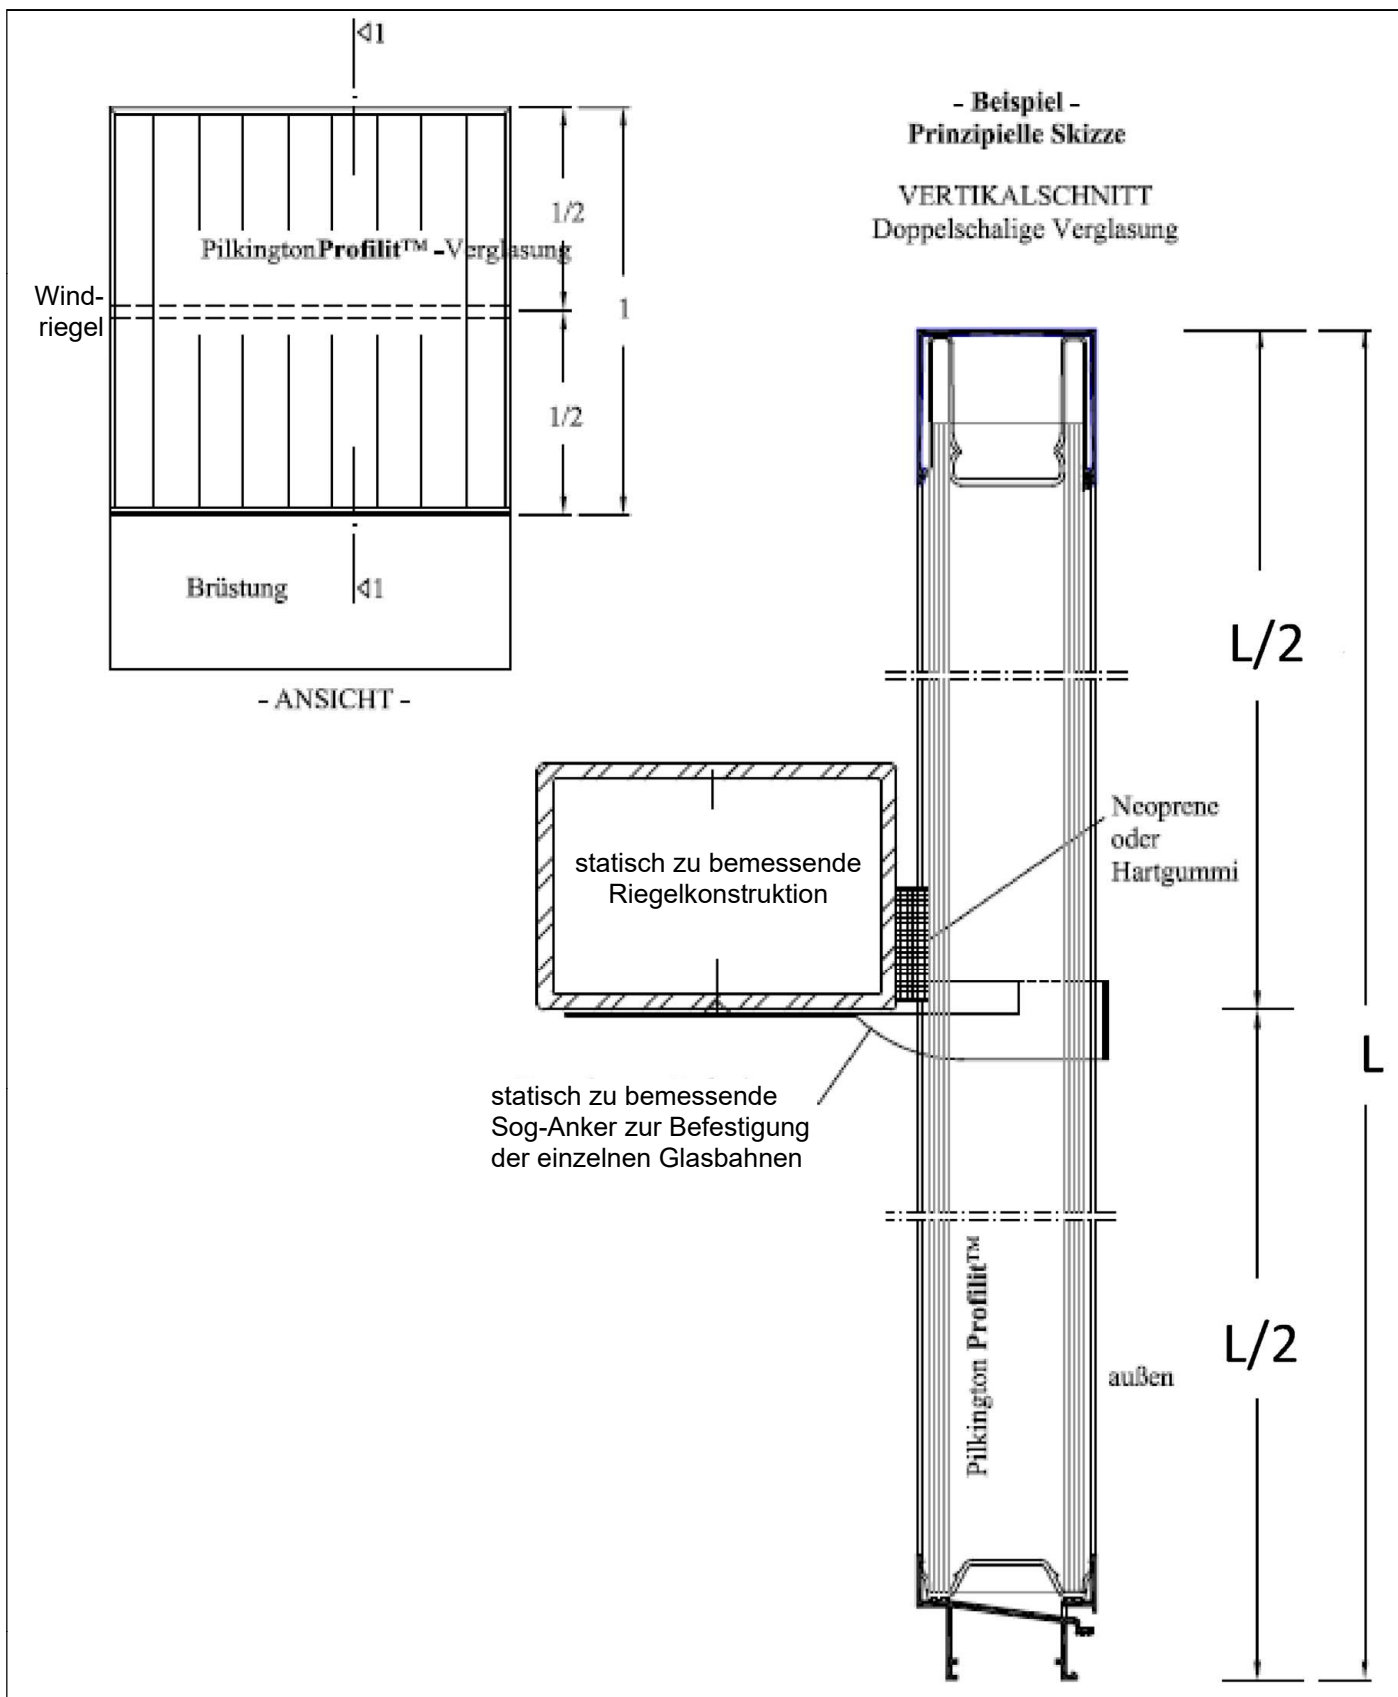 1
- Beispiel -
Prinzipielle Skizze
VERTIKALSCHNITT
Doppelschalige Verglasung
1/2
Pilkington Profilit™ -Verglasung
Wind-
riegel
1
1/2
Brüstung
1
- ANSICHT -
L/2
Neoprene
oder
Hartgummi
statisch zu bemessende
Riegelkonstruktion
L
statisch zu bemessende
Sog-Anker zur Befestigung
der einzelnen Glasbahnen
Pilkington Profilit™
L/2
außen